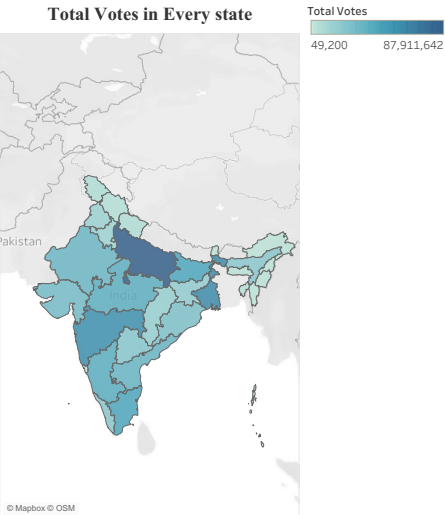 Total Votes in Every state
Total Votes
49,200 87,911,642
Pakistan
India
© Mapbox © OSM